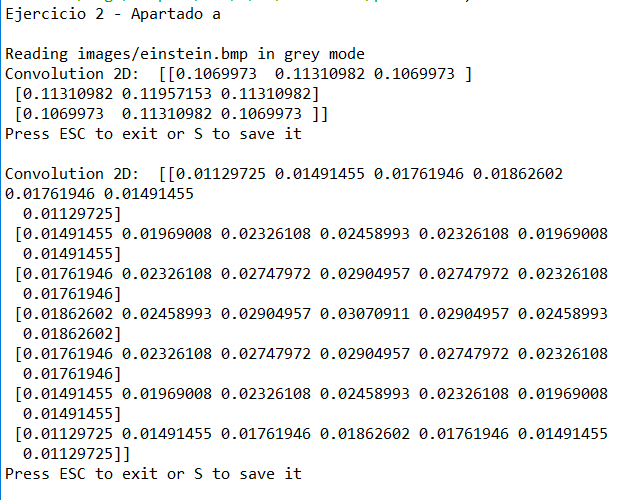 Ejercicio 2 - Apartado a
Reading images/einstein.bmp in grey mode
Convolution 2D:  [[0.1069973  0.11310982 0.1069973 ]
 [0.11310982 0.11957153 0.11310982]
 [0.1069973  0.11310982 0.1069973 ]]
Press ESC to exit or S to save it
Convolution 2D:  [[0.01129725 0.01491455 0.01761946 0.01862602
0.01761946 0.01491455
  0.01129725]
 [0.01491455 0.01969008 0.02326108 0.02458993 0.02326108 0.01969008
  0.01491455]
 [0.01761946 0.02326108 0.02747972 0.02904957 0.02747972 0.02326108
  0.01761946]
 [0.01862602 0.02458993 0.02904957 0.03070911 0.02904957 0.02458993
  0.01862602]
 [0.01761946 0.02326108 0.02747972 0.02904957 0.02747972 0.02326108
  0.01761946]
 [0.01491455 0.01969008 0.02326108 0.02458993 0.02326108 0.01969008
  0.01491455]
 [0.01129725 0.01491455 0.01761946 0.01862602 0.01761946 0.01491455
  0.01129725]]
Press ESC to exit or S to save it